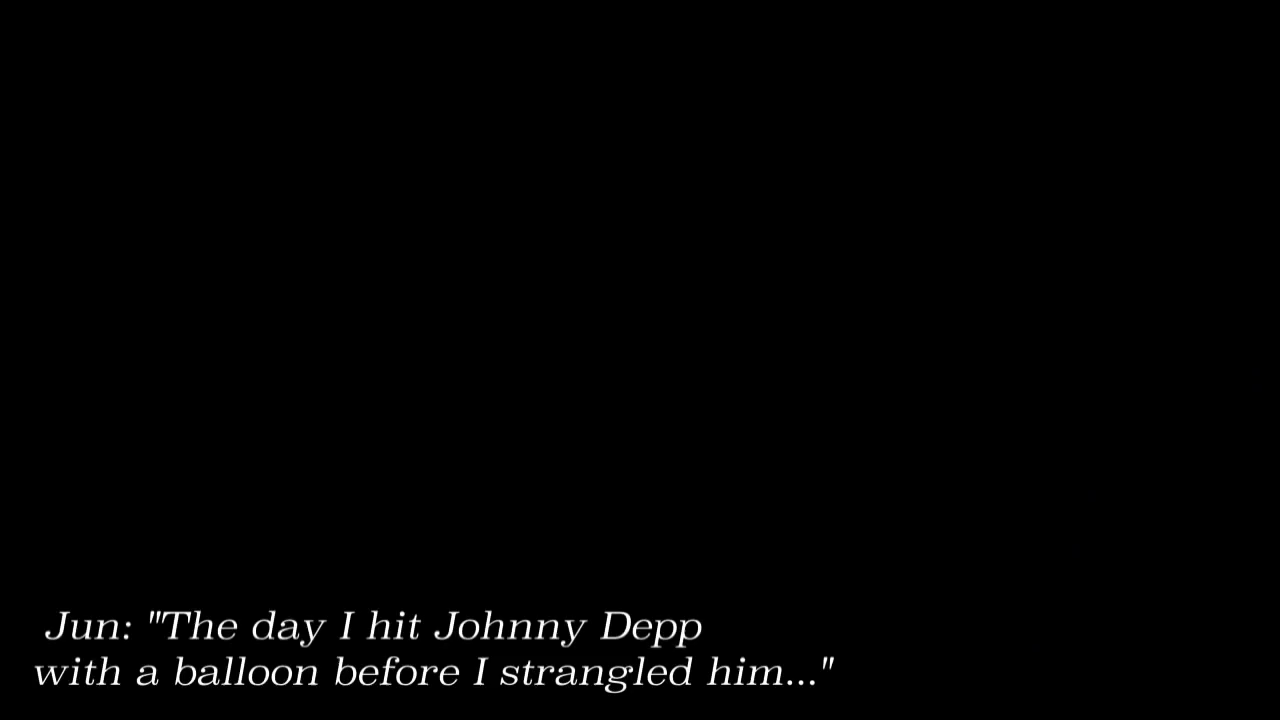 Jun: "The day I hit Johnny Depp
with a balloon before I strangled him..."